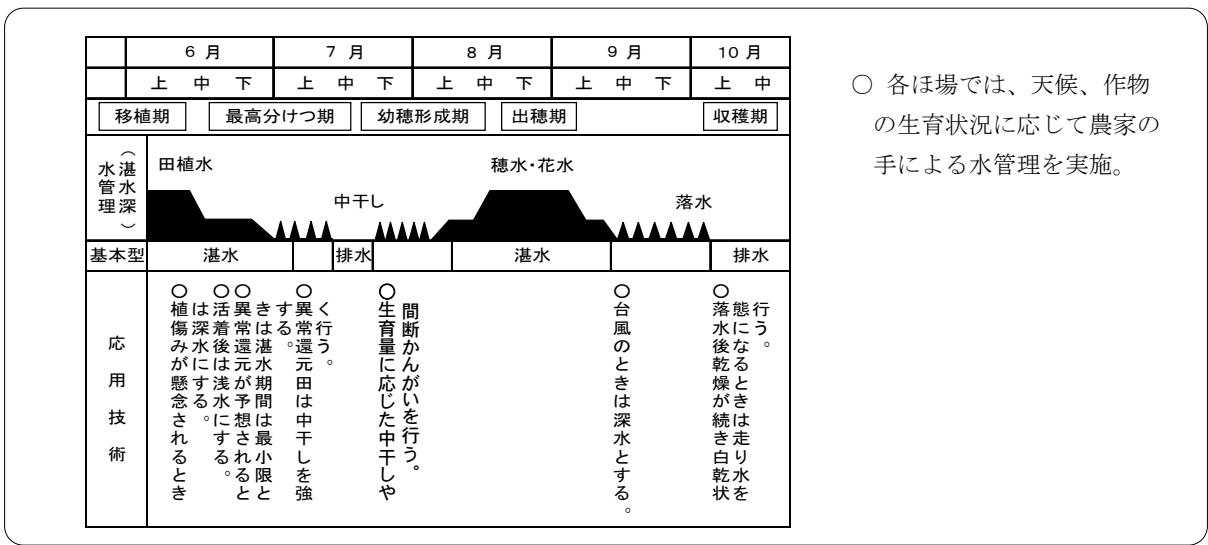 6 月 7 月 8 月 9 月 10 月
上 中 下 上 中 下 上 中 下 上 中 下 上 中
移植期 最高分けつ期 幼穂形成期 出穂期 収穫期
水管理（湛水深）
田植水
中干し
穂水・花水
落水
基本型 湛水 排水 湛水 排水
応用技術
○植傷みが懸念されるとき
は深水にする。
○活着後は浅水にする。
○異常還元が予想されると
きは湛水期間は最小限と
する。
○異常還元田は中干しを強
く行う。
○生育量に応じた中干しや
間断かんがいを行う。
○台風のときは深水とする。
○落水後乾燥が続き白乾状
態になるときは走り水を
行う。
○ 各ほ場では、天候、作物
の生育状況に応じて農家の
手による水管理を実施。